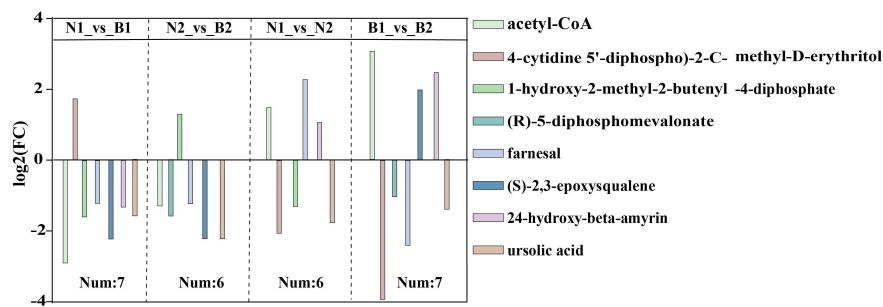 4
N1_vs_B1 N2_vs_B2 N1_vs_N2 B1_vs_B2
2
0
-2
-4
log2(FC)
Num:7 Num:6 Num:6 Num:7
acetyl-CoA
4-cytidine 5'-diphospho)-2-C- methyl-D-erythritol
1-hydroxy-2-methyl-2-butenyl -4-diphosphate
(R)-5-diphosphomevalonate
farnesal
(S)-2,3-epoxysqualene
24-hydroxy-beta-amyrin
ursolic acid